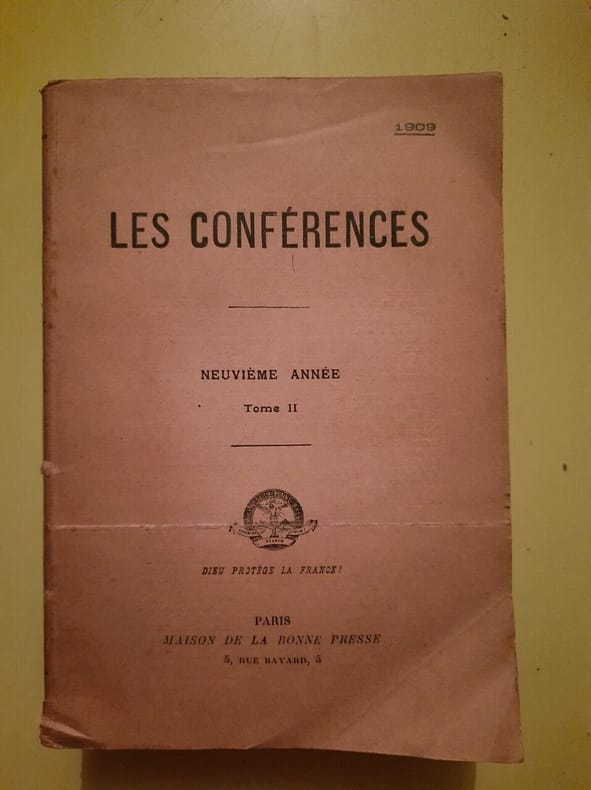 1909
LES CONFÉRENCES
NEUVIÈME ANNÉE
Tome II
DIEU PROTÈGE LA FRANCE!
PARIS
MAISON DE LA BONNE PRESSE
5, RUE BAYARD, 5